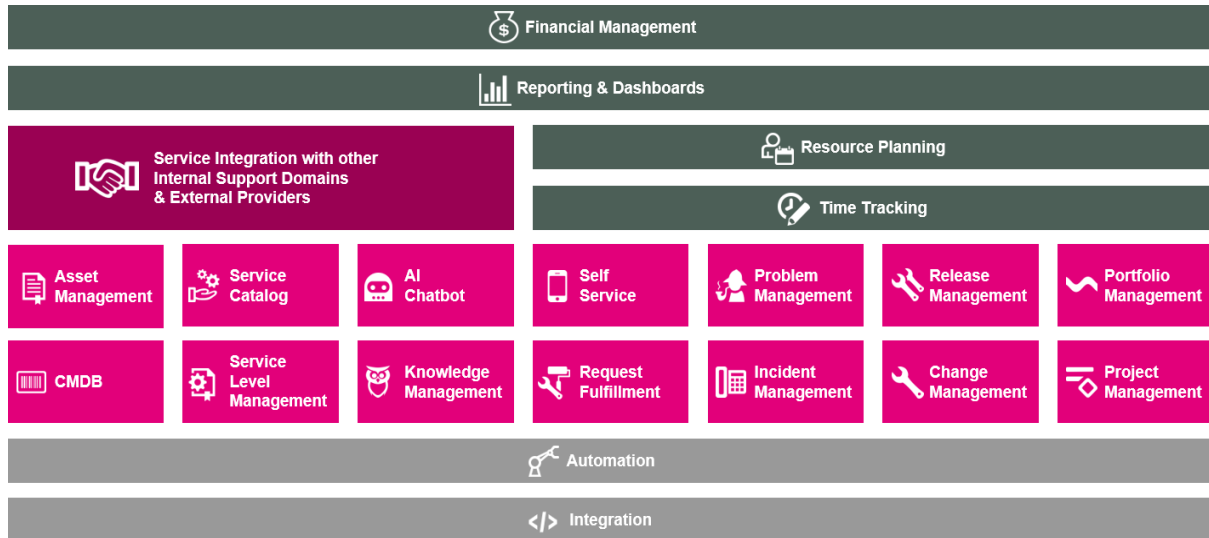 Financial Management
Reporting & Dashboards
Service Integration with other
Internal Support Domains
& External Providers
Resource Planning
Time Tracking
Asset
Management
Service
Catalog
AI
Chatbot
Self
Service
Problem
Management
Release
Management
Portfolio
Management
CMDB
Service
Level
Management
Knowledge
Management
Request
Fulfillment
Incident
Management
Change
Management
Project
Management
Automation
</> Integration